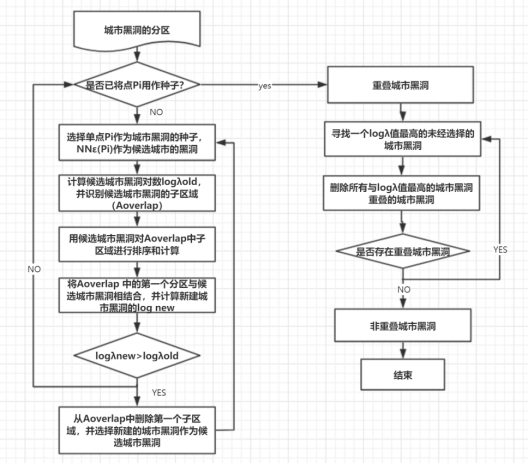 城市黑洞的分区
是否已将点Pi用作种子？
yes
NO
选择单点Pi作为城市黑洞的种子，
NNε(Pi)作为候选城市的黑洞
计算候选城市黑洞对数logλold，
并识别候选城市黑洞的子区域
（Aoverlap）
用候选城市黑洞对Aoverlap中子
区域进行排序和计算
NO
将Aoverlap 中的第一个分区与候
选城市黑洞相结合，并计算新建城
市黑洞的log new
logλnew>logλold
YES
从Aoverlap中删除第一个子区
域，并选择新建的城市黑洞作为候
选城市黑洞
重叠城市黑洞
寻找一个logλ值最高的未经选择的
城市黑洞
删除所有与logλ值最高的城市黑洞
重叠的城市黑洞
是否存在重叠城市黑洞
YES
NO
非重叠城市黑洞
结束